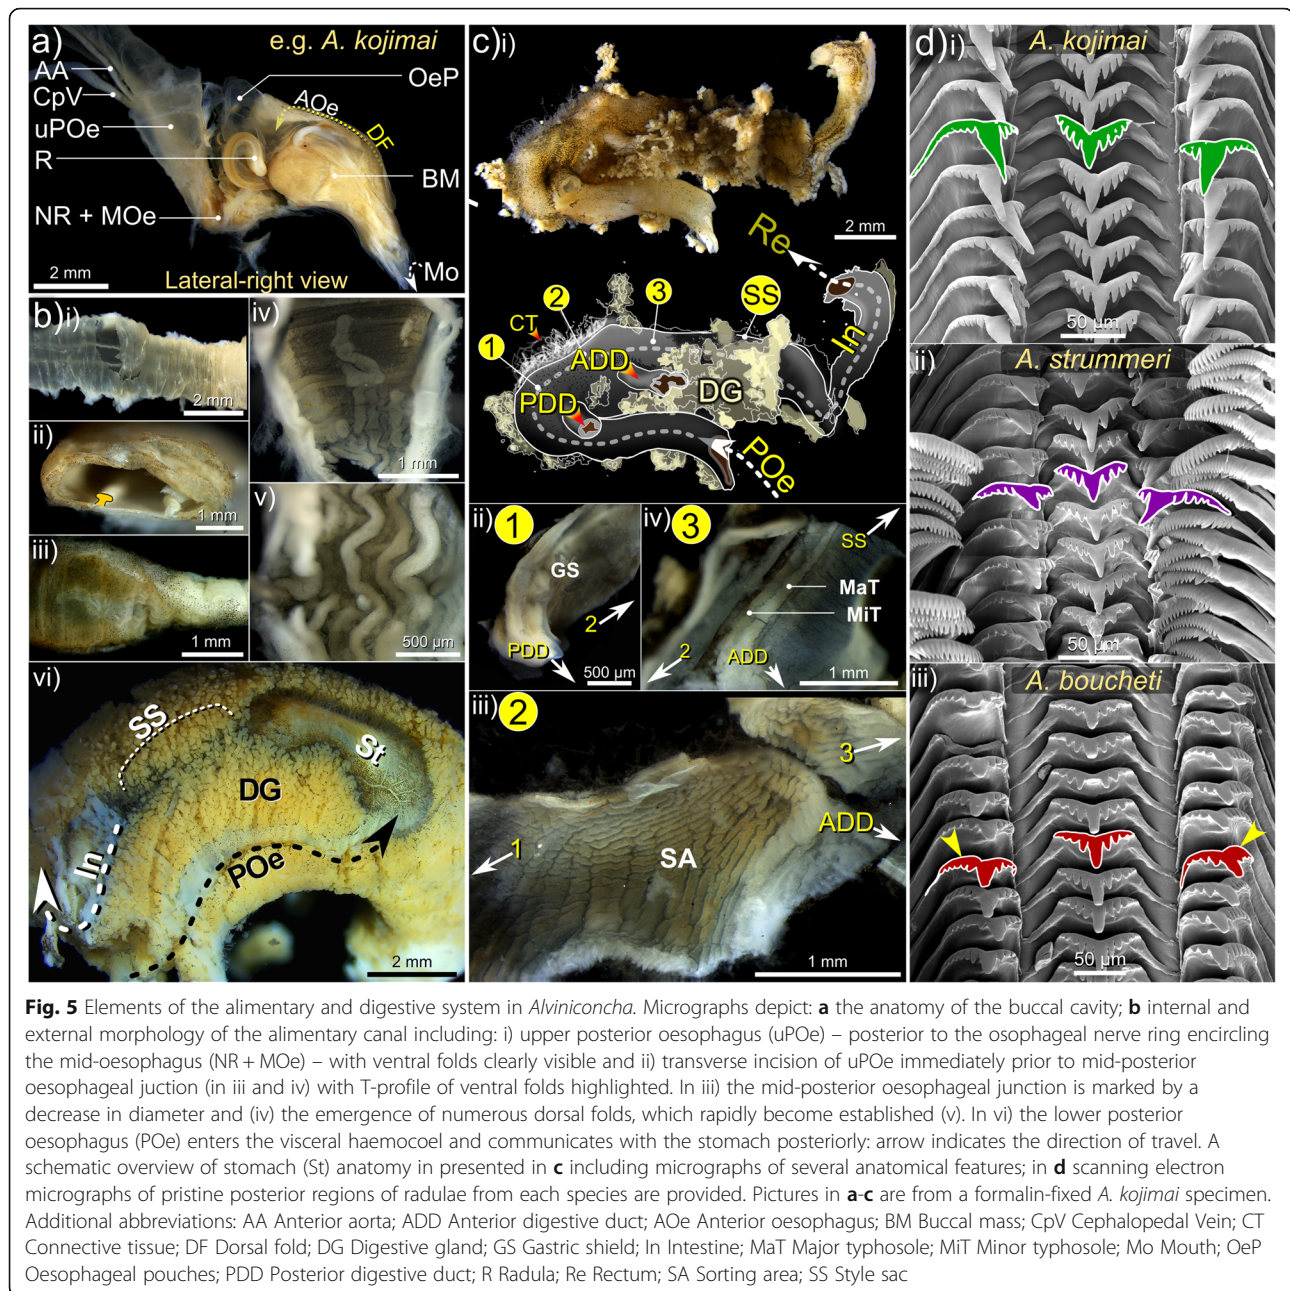 a)
e.g. A. kojimai
AA
CpV
uPOe
R
NR + MOe
OeP
AOe
DF
BM
Mo
2 mm
Lateral-right view
b)
i)
2 mm
ii)
1 mm
iii)
1 mm
iv)
1 mm
v)
500 µm
vi)
SS
St
DG
In
POe
2 mm
c)
i)
2 mm
Re
1
2
3
SS
CT
ADD
PDD
DG
In
POe
ii)
1
GS
2
PDD
500 µm
iv)
3
SS
MaT
MiT
2
ADD
1 mm
iii)
2
3
ADD
1
SA
1 mm
d)
i)
A. kojimai
50 µm
ii)
A. strummeri
50 µm
iii)
A. boucheti
50 µm
Fig. 5 Elements of the alimentary and digestive system in Alviniconcha. Micrographs depict: a the anatomy of the buccal cavity; b internal and
external morphology of the alimentary canal including: i) upper posterior oesophagus (uPOe) – posterior to the osophageal nerve ring encircling
the mid-oesophagus (NR + MOe) – with ventral folds clearly visible and ii) transverse incision of uPOe immediately prior to mid-posterior
oesophageal juction (in iii and iv) with T-profile of ventral folds highlighted. In iii) the mid-posterior oesophageal junction is marked by a
decrease in diameter and (iv) the emergence of numerous dorsal folds, which rapidly become established (v). In vi) the lower posterior
oesophagus (POe) enters the visceral haemocoel and communicates with the stomach posteriorly: arrow indicates the direction of travel. A
schematic overview of stomach (St) anatomy in presented in c including micrographs of several anatomical features; in d scanning electron
micrographs of pristine posterior regions of radulae from each species are provided. Pictures in a-c are from a formalin-fixed A. kojimai specimen.
Additional abbreviations: AA Anterior aorta; ADD Anterior digestive duct; AOe Anterior oesophagus; BM Buccal mass; CpV Cephalopedal Vein; CT
Connective tissue; DF Dorsal fold; DG Digestive gland; GS Gastric shield; In Intestine; MaT Major typhosole; MiT Minor typhosole; Mo Mouth; OeP
Oesophageal pouches; PDD Posterior digestive duct; R Radula; Re Rectum; SA Sorting area; SS Style sac